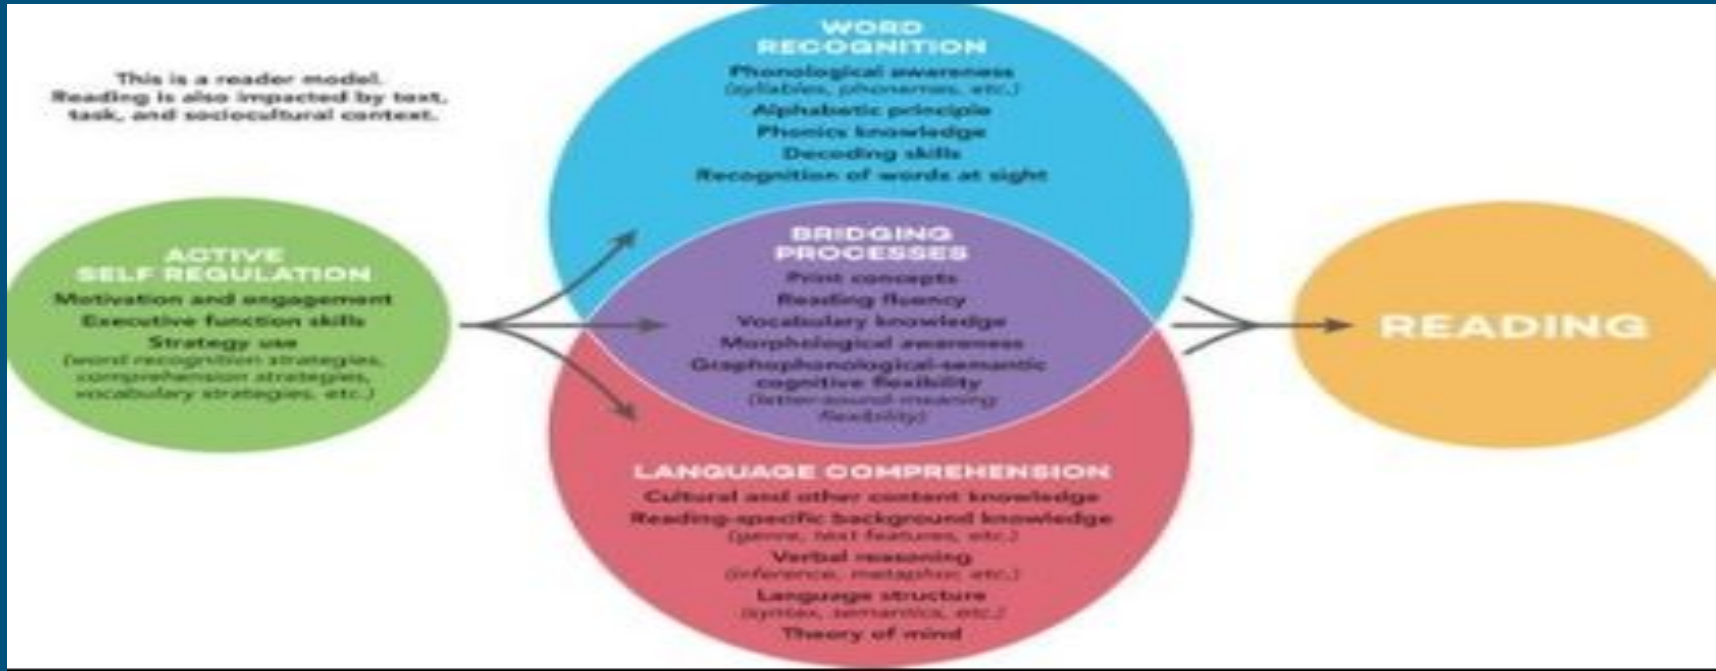 This is a reader model.
Reading is also impacted by text,
task, and sociocultural context.
ACTIVE
SELF REGULATION
Motivation and engagement
Executive function skills
Strategy use
(word recognition strategies,
comprehension strategies,
vocabulary strategies, etc.)
WORD
RECOGNITION
Phonological awareness
(syllables, phonemes, etc.)
Alphabetic principle
Phonics knowledge
Decoding skills
Recognition of words at sight
BRIDGING
PROCESSES
Print concepts
Reading fluency
Vocabulary knowledge
Morphological awareness
Graphophonological-semantic
cognitive flexibility
(letter-sound-meaning
flexibility)
LANGUAGE COMPREHENSION
Cultural and other content knowledge
Reading-specific background knowledge
(genre, text features, etc.)
Verbal reasoning
(inference, metaphor, etc.)
Language structure
(syntax, semantics, etc.)
Theory of mind
READING